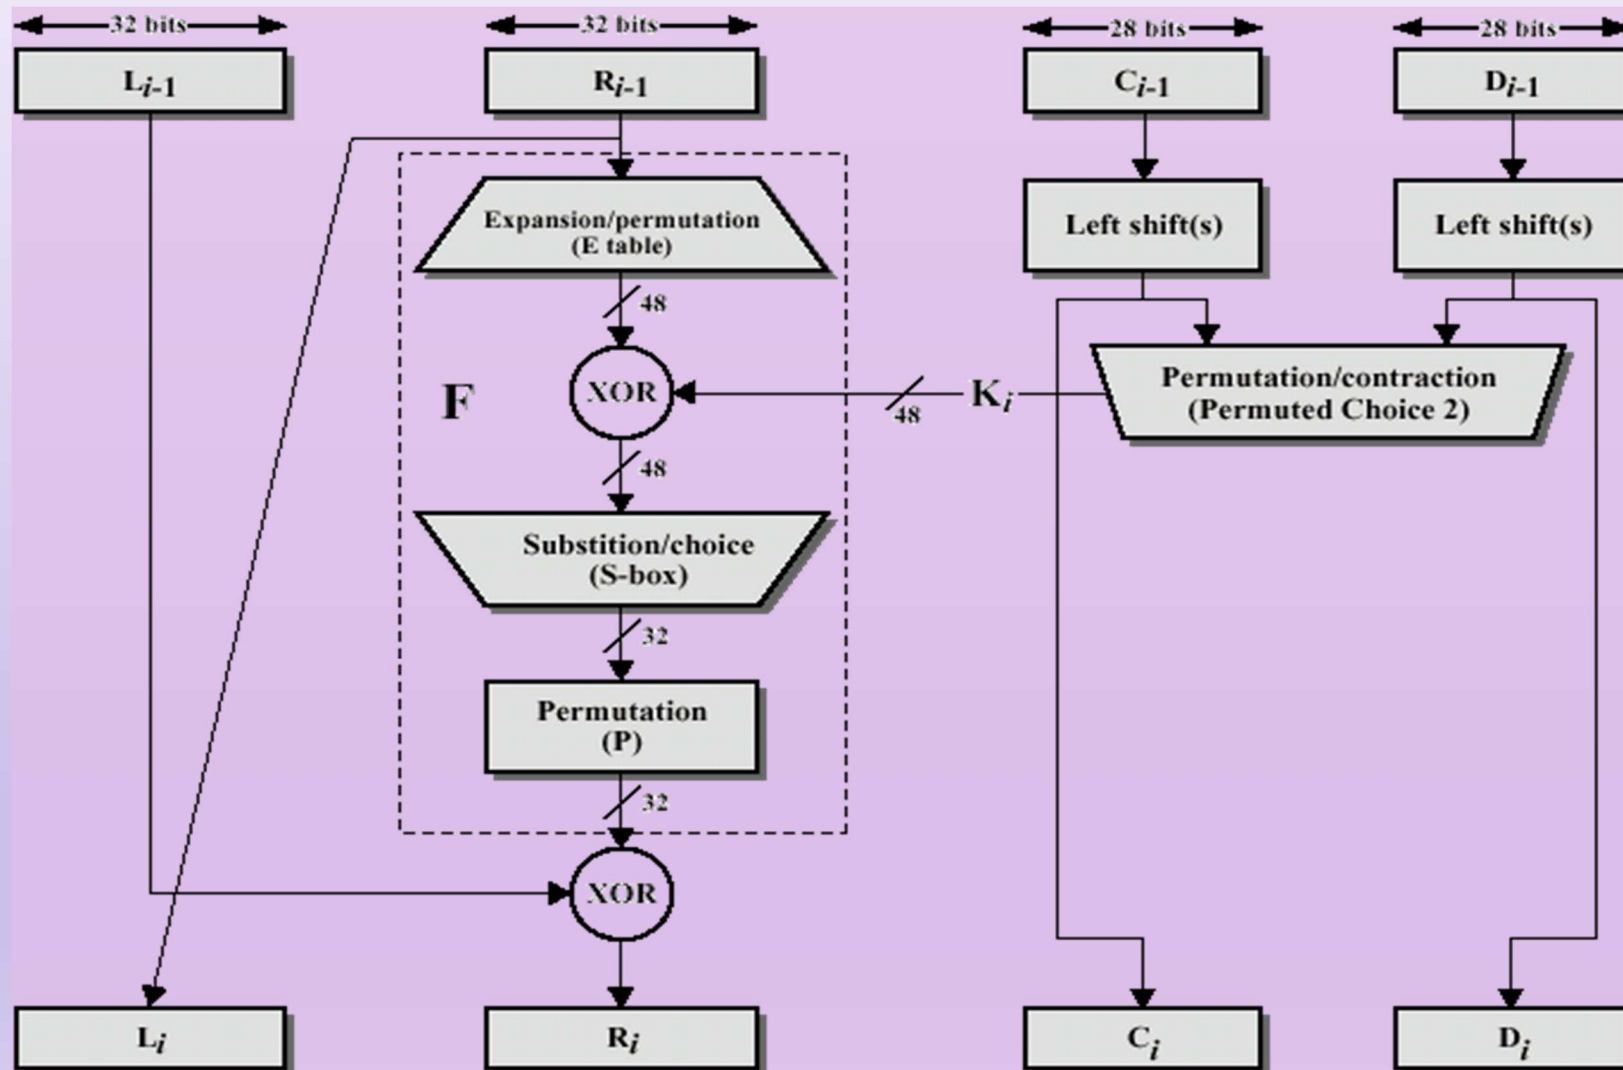 32 bits
32 bits
28 bits
28 bits
Li-1
Ri-1
Ci-1
Di-1
Expansion/permutation
(E table)
Left shift(s)
Left shift(s)
48
F
XOR
48
Ki
Permutation/contraction
(Permuted Choice 2)
48
Substition/choice
(S-box)
32
Permutation
(P)
32
XOR
Li
Ri
Ci
Di